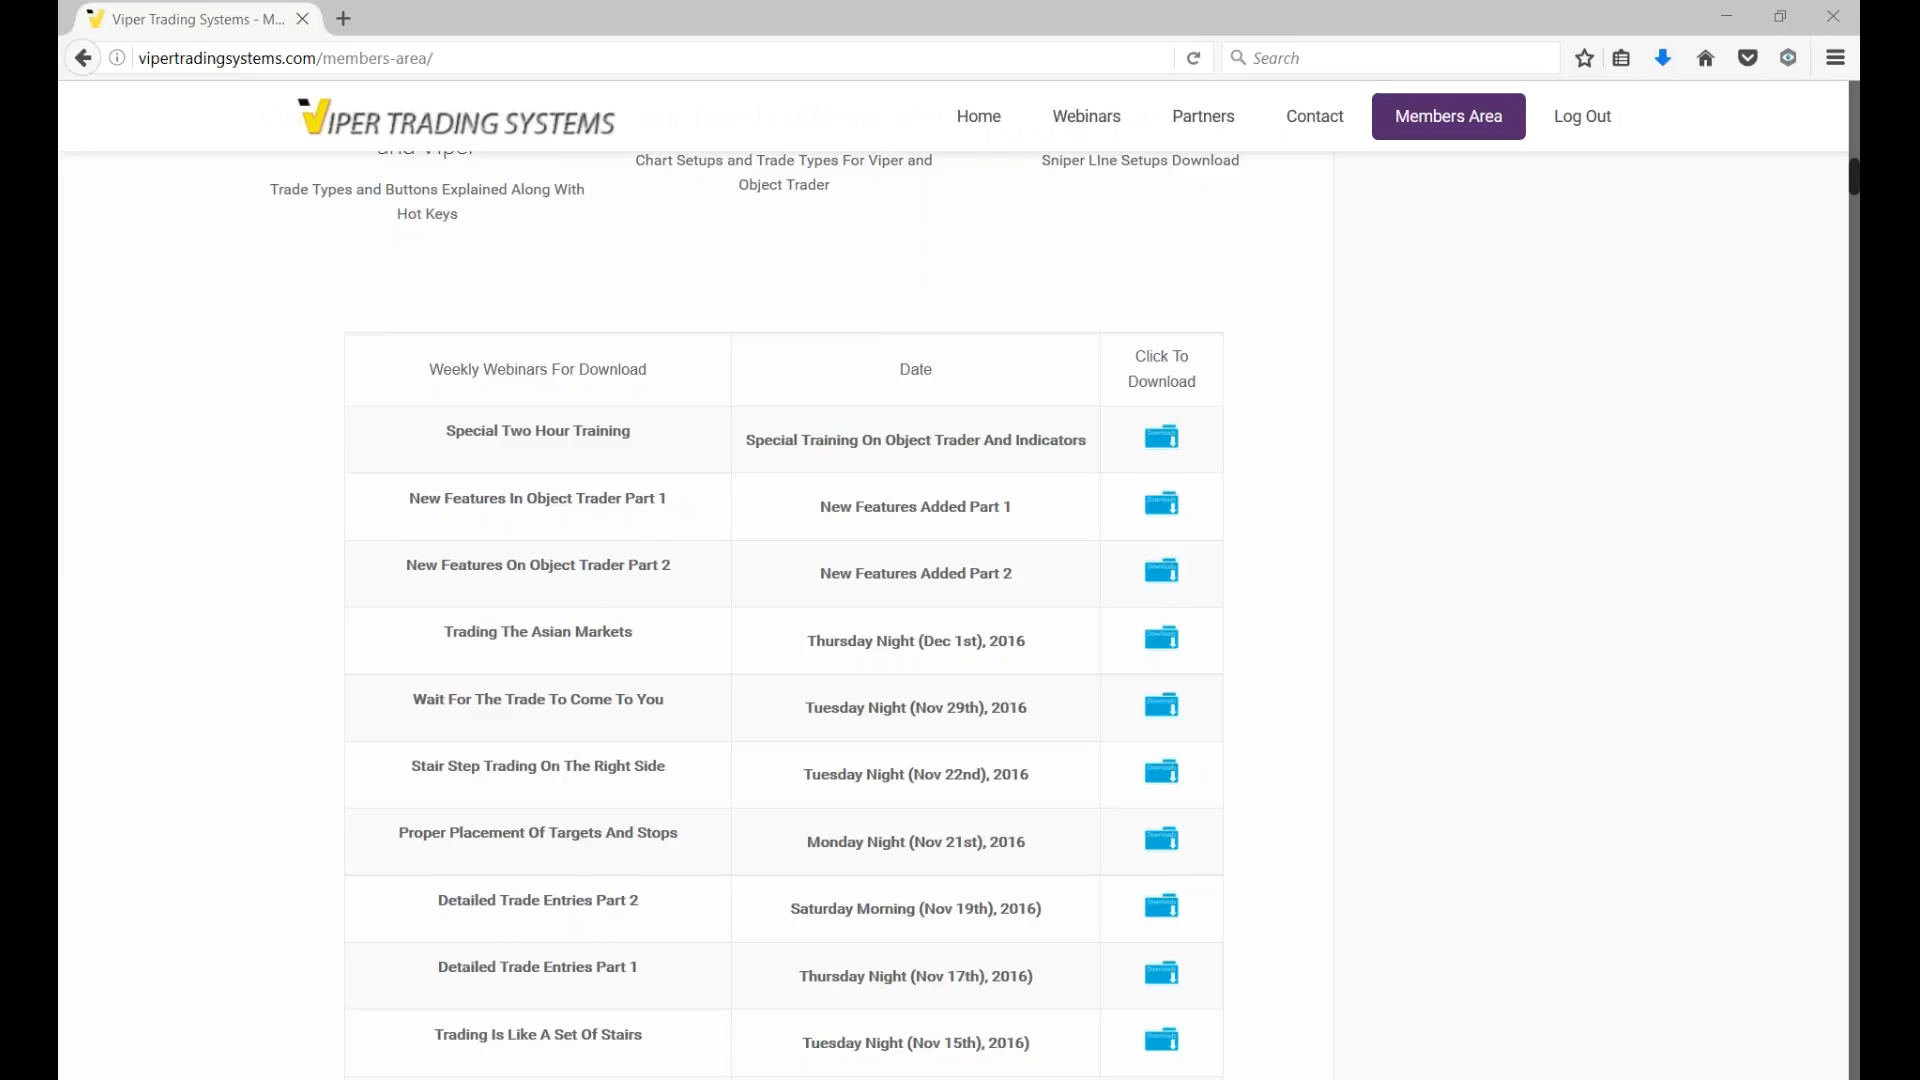 Viper Trading Systems - M...
vipertradingsystems.com/members-area/
Search
VIPER TRADING SYSTEMS
Home
Webinars
Partners
Contact
Members Area
Log Out
and Viper
Trade Types and Buttons Explained Along With
Hot Keys
Chart Setups and Trade Types For Viper and
Object Trader
Sniper LIne Setups Download
Weekly Webinars For Download
Date
Click To
Download
Special Two Hour Training
Special Training On Object Trader And Indicators
New Features In Object Trader Part 1
New Features Added Part 1
New Features On Object Trader Part 2
New Features Added Part 2
Trading The Asian Markets
Thursday Night (Dec 1st), 2016
Wait For The Trade To Come To You
Tuesday Night (Nov 29th), 2016
Stair Step Trading On The Right Side
Tuesday Night (Nov 22nd), 2016
Proper Placement Of Targets And Stops
Monday Night (Nov 21st), 2016
Detailed Trade Entries Part 2
Saturday Morning (Nov 19th), 2016)
Detailed Trade Entries Part 1
Thursday Night (Nov 17th), 2016)
Trading Is Like A Set Of Stairs
Tuesday Night (Nov 15th), 2016)